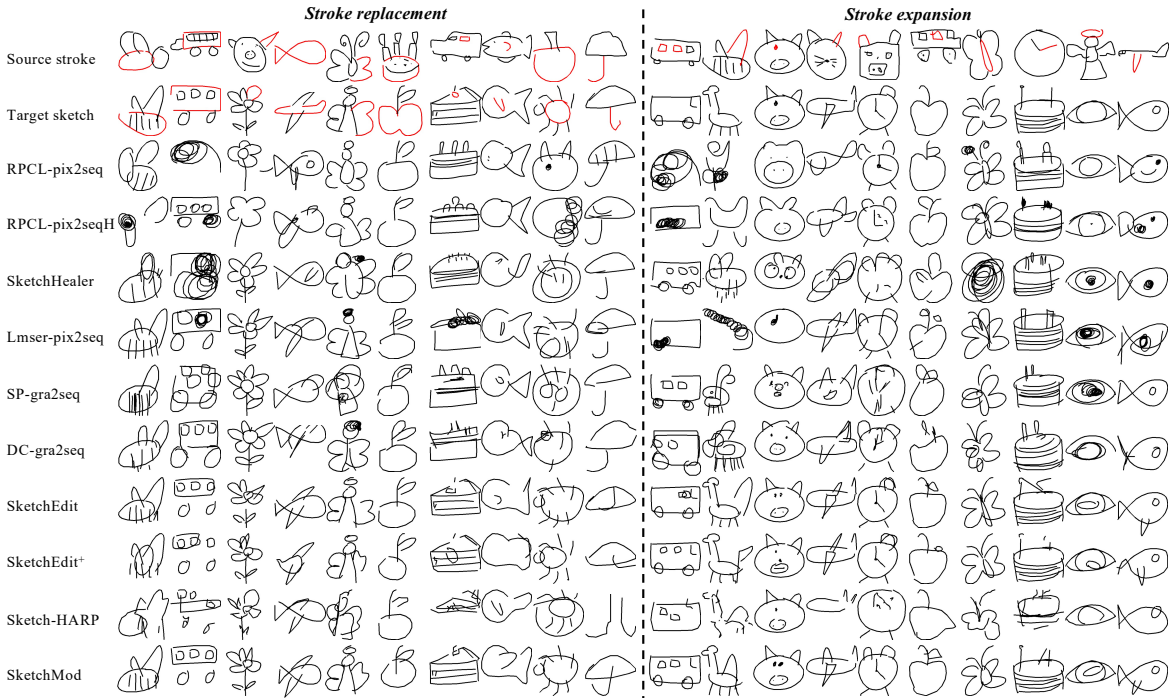 Stroke replacement
Stroke expansion
Source stroke
Target sketch
RPCL-pix2seq
RPCL-pix2seqH
SketchHealer
Lmser-pix2seq
SP-gra2seq
DC-gra2seq
SketchEdit
SketchEdit⁺
Sketch-HARP
SketchMod